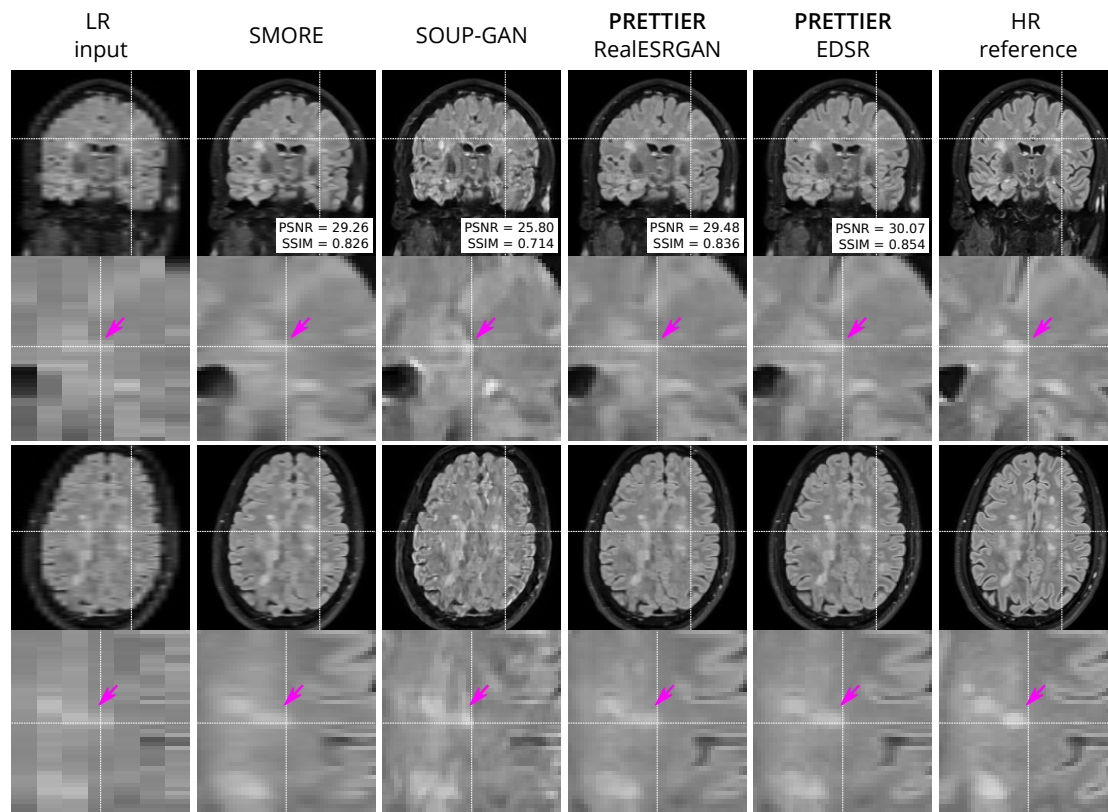 LR
input
SMORE
SOUP-GAN
PRETTIER
RealESRGAN
PRETTIER
EDSR
HR
reference
PSNR = 29.26
SSIM = 0.826
PSNR = 25.80
SSIM = 0.714
PSNR = 29.48
SSIM = 0.836
PSNR = 30.07
SSIM = 0.854